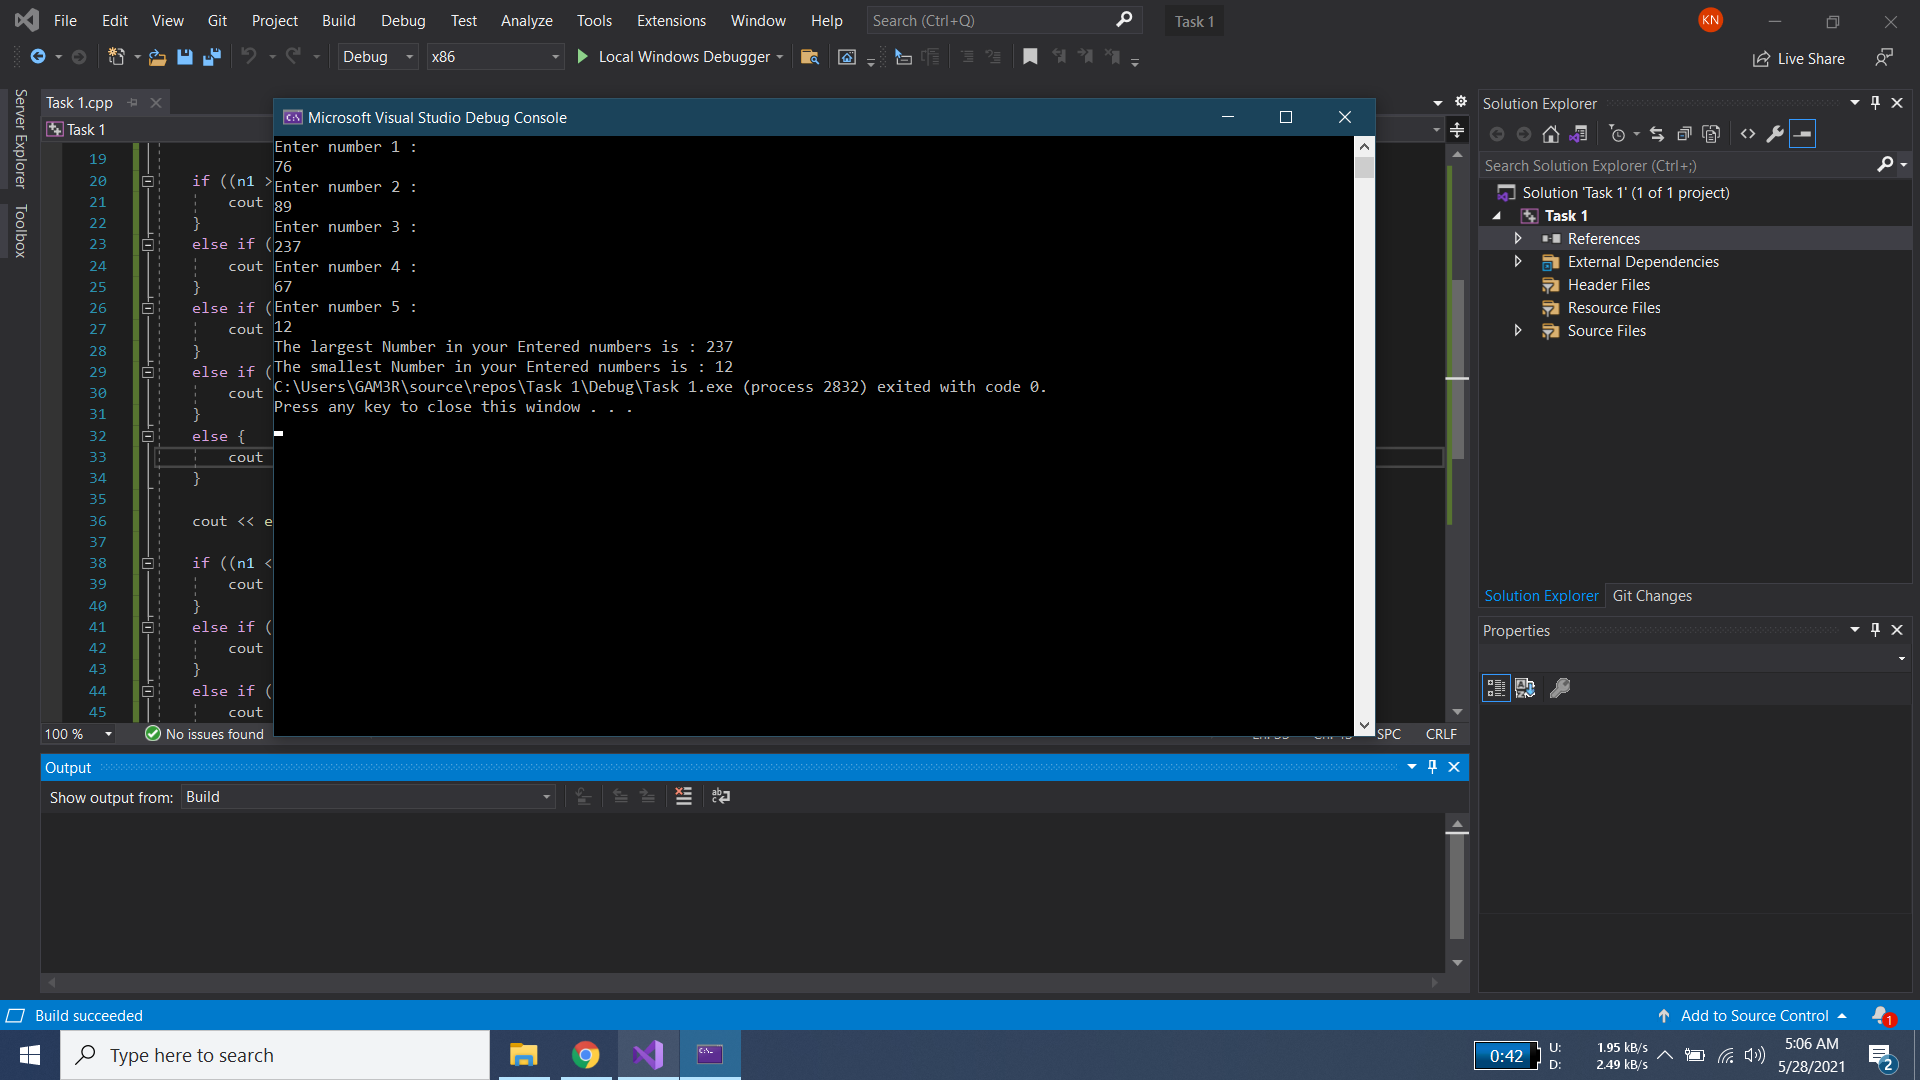 File Edit View Git Project Build Debug Test Analyze Tools Extensions Window Help Search (Ctrl+Q) Task 1 KN
Debug x86 Local Windows Debugger Live Share
Server Explorer
Toolbox
Task 1.cpp
Task 1
Microsoft Visual Studio Debug Console
Enter number 1 :
76
Enter number 2 :
89
Enter number 3 :
237
Enter number 4 :
67
Enter number 5 :
12
The largest Number in your Entered numbers is : 237
The smallest Number in your Entered numbers is : 12
C:\Users\GAM3R\source\repos\Task 1\Debug\Task 1.exe (process 2832) exited with code 0.
Press any key to close this window . . .
19
20 if ((n1 >
21 cout
22 }
23 else if (
24 cout
25 }
26 else if (
27 cout
28 }
29 else if (
30 cout
31 }
32 else {
33 cout
34 }
35
36 cout << e
37
38 if ((n1 <
39 cout
40 }
41 else if (
42 cout
43 }
44 else if (
45 cout
100 % No issues found SPC CRLF
Output
Show output from: Build
Solution Explorer
Search Solution Explorer (Ctrl+;)
Solution 'Task 1' (1 of 1 project)
Task 1
References
External Dependencies
Header Files
Resource Files
Source Files
Solution Explorer Git Changes
Properties
Build succeeded Add to Source Control 1
Type here to search
0:42
U: 1.95 kB/s
D: 2.49 kB/s
5:06 AM
5/28/2021
2